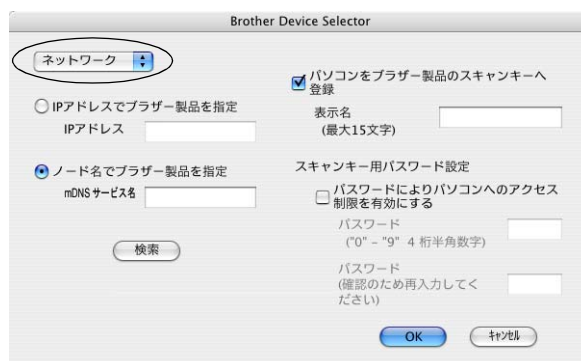 Brother Device Selector
ネットワーク
IPアドレスでブラザー製品を指定
IPアドレス
ノード名でブラザー製品を指定
mDNS サービス名
検索
パソコンをブラザー製品のスキャンキーへ
登録
表示名
(最大15文字)
スキャンキー用パスワード設定
パスワードによりパソコンへのアクセス
制限を有効にする
パスワード
("0" – "9" 4 桁半角数字)
パスワード
(確認のため再入力してく
ださい)
OK
キャンセル